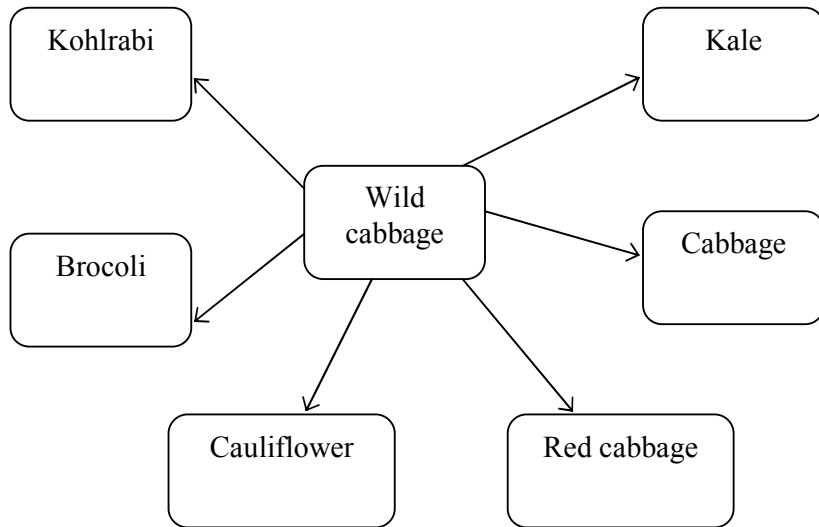 Kohlrabi
Kale
Wild
cabbage
Brocoli
Cabbage
Cauliflower
Red cabbage